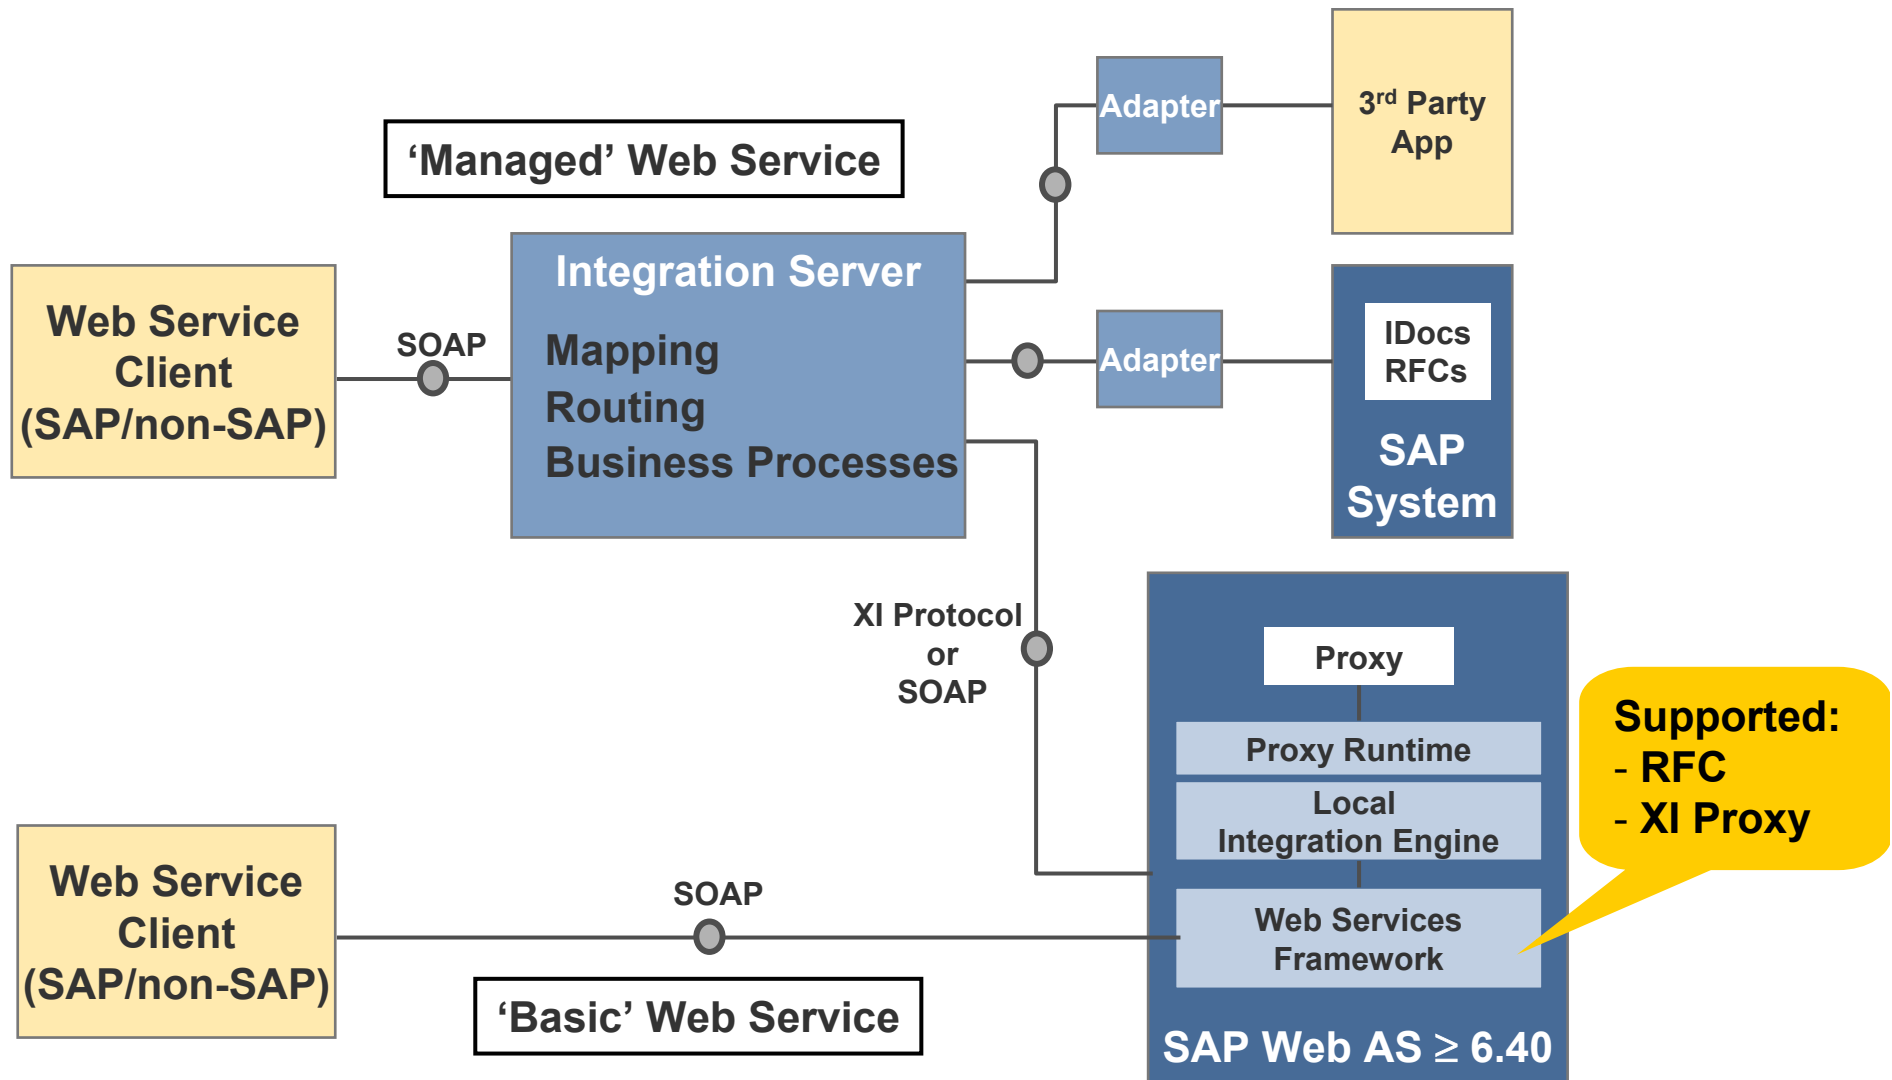 Adapter
3rd Party
App
‘Managed’ Web Service
Integration Server
Mapping
Routing
Business Processes
Web Service
Client
(SAP/non-SAP)
SOAP
Adapter
IDocs
RFCs
SAP
System
XI Protocol
or
SOAP
Proxy
Proxy Runtime
Local
Integration Engine
Web Services
Framework
SAP Web AS ≥ 6.40
Supported:
- RFC
- XI Proxy
Web Service
Client
(SAP/non-SAP)
SOAP
‘Basic’ Web Service